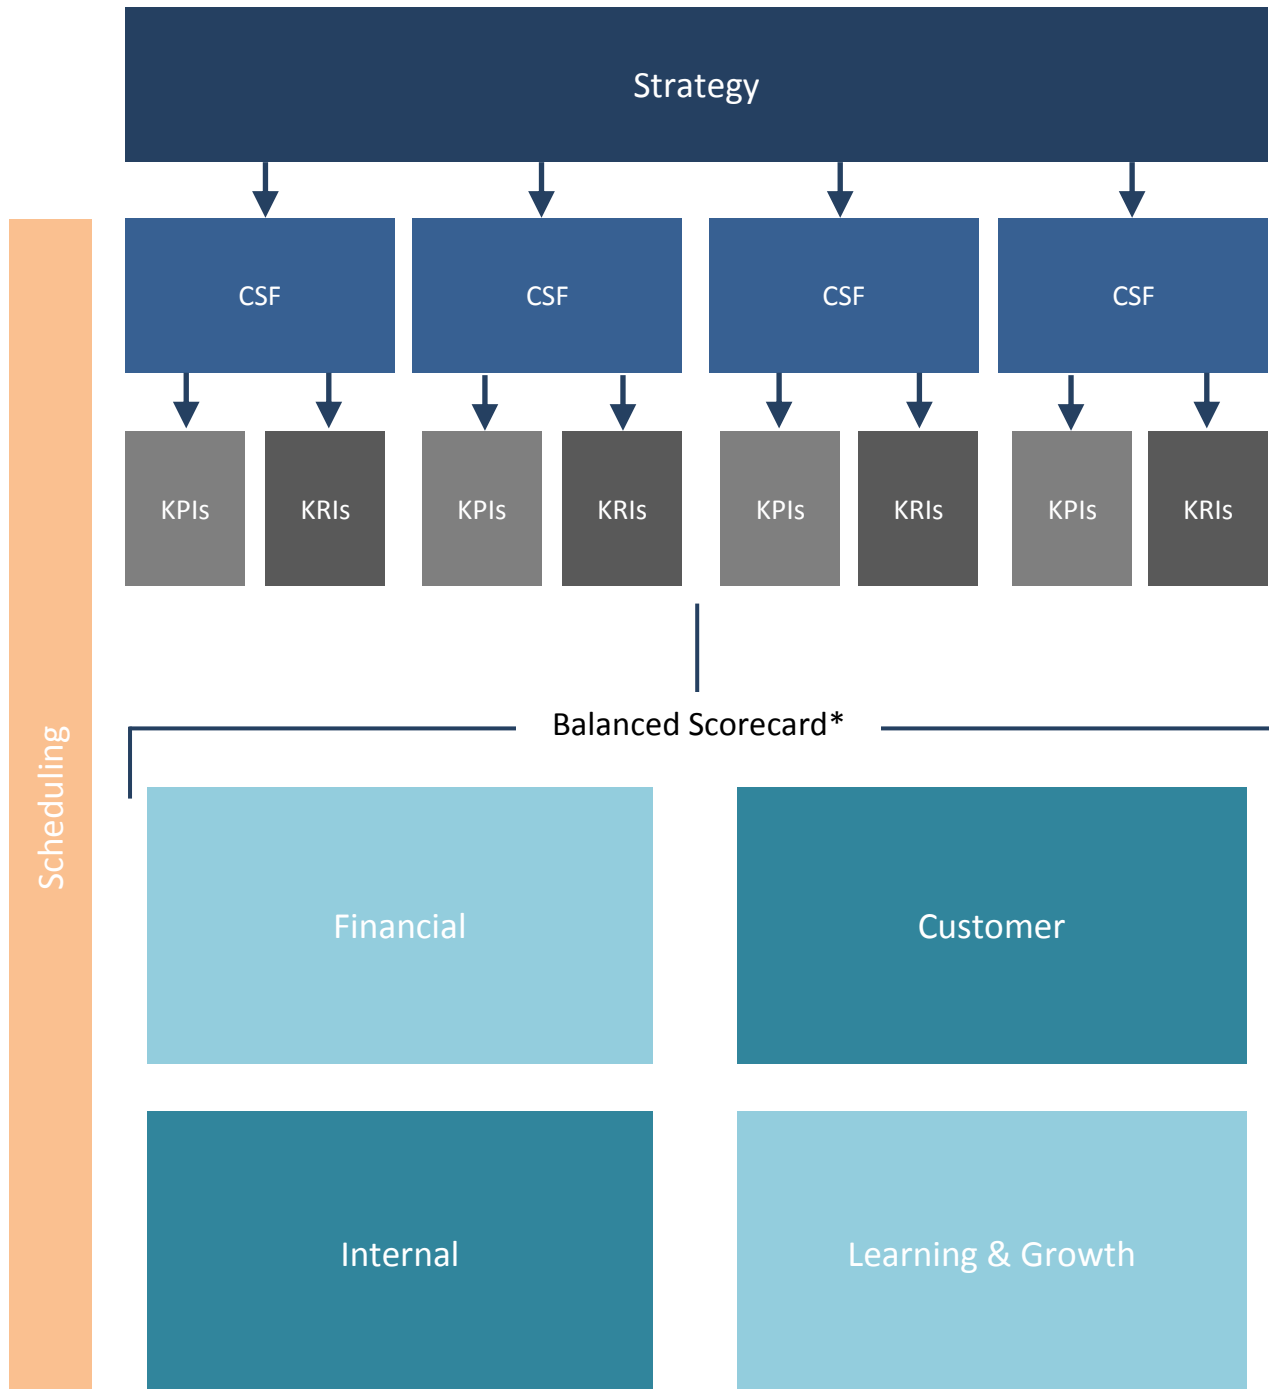 Strategy
CSF
CSF
CSF
CSF
KPIs
KRIs
KPIs
KRIs
KPIs
KRIs
KPIs
KRIs
Scheduling
Balanced Scorecard*
Financial
Customer
Internal
Learning & Growth